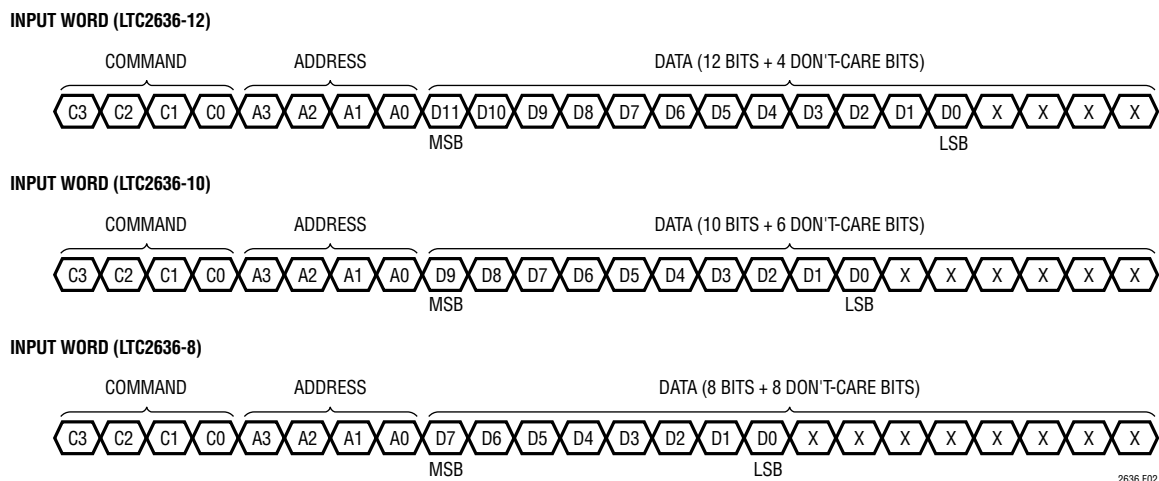 INPUT WORD (LTC2636-12)
COMMAND ADDRESS DATA (12 BITS + 4 DON'T-CARE BITS)
C3 C2 C1 C0 A3 A2 A1 A0 D11 D10 D9 D8 D7 D6 D5 D4 D3 D2 D1 D0 X X X X
MSB LSB
INPUT WORD (LTC2636-10)
COMMAND ADDRESS DATA (10 BITS + 6 DON'T-CARE BITS)
C3 C2 C1 C0 A3 A2 A1 A0 D9 D8 D7 D6 D5 D4 D3 D2 D1 D0 X X X X X X
MSB LSB
INPUT WORD (LTC2636-8)
COMMAND ADDRESS DATA (8 BITS + 8 DON'T-CARE BITS)
C3 C2 C1 C0 A3 A2 A1 A0 D7 D6 D5 D4 D3 D2 D1 D0 X X X X X X X X
MSB LSB
2636 F02